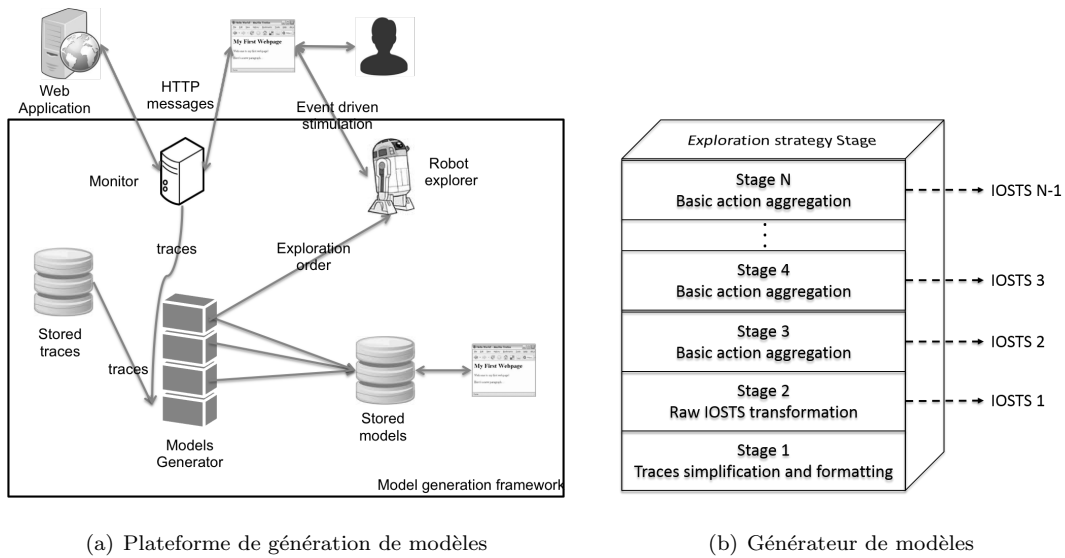 Web
Application
HTTP
messages
My First Webpage
Event driven
stimulation
Monitor
Robot
explorer
traces
Exploration
order
Stored
traces
traces
My First Webpage
Stored
models
Models
Generator
Model generation framework
(a) Plateforme de génération de modèles
Exploration strategy Stage
Stage N
Basic action aggregation
IOSTS N-1
Stage 4
Basic action aggregation
IOSTS 3
Stage 3
Basic action aggregation
IOSTS 2
Stage 2
Raw IOSTS transformation
IOSTS 1
Stage 1
Traces simplification and formatting
(b) Générateur de modèles